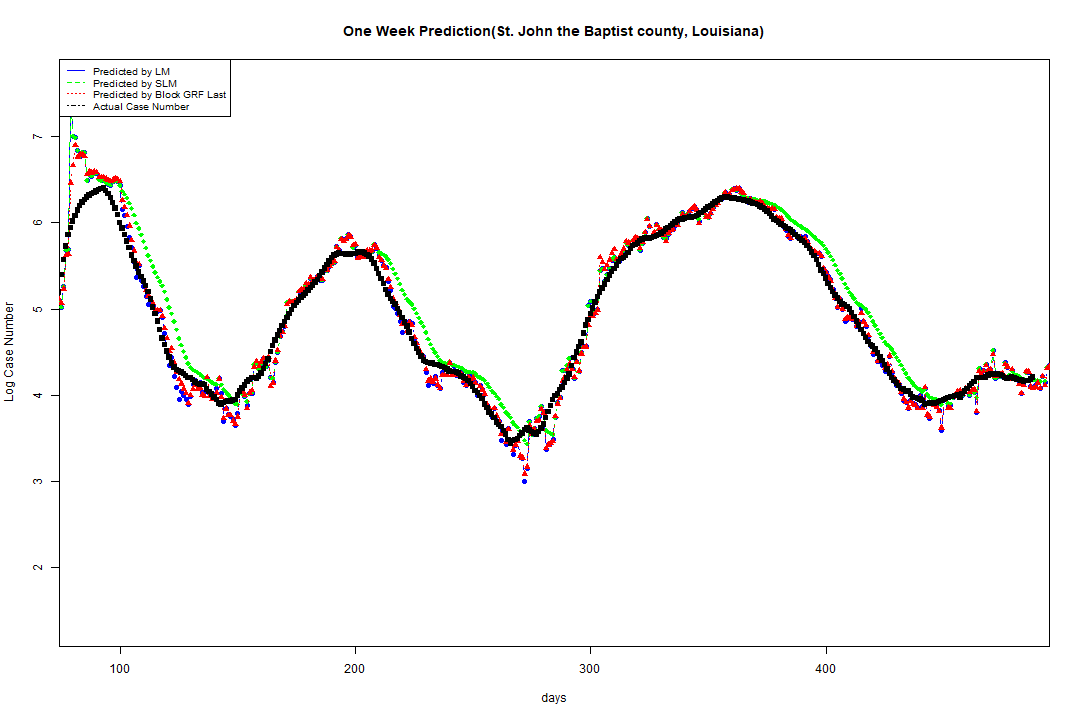 One Week Prediction(St. John the Baptist county, Louisiana)
Predicted by LM
Predicted by SLM
Predicted by Block GRF Last
Actual Case Number
7
6
5
4
3
2
Log Case Number
100 200 300 400
days